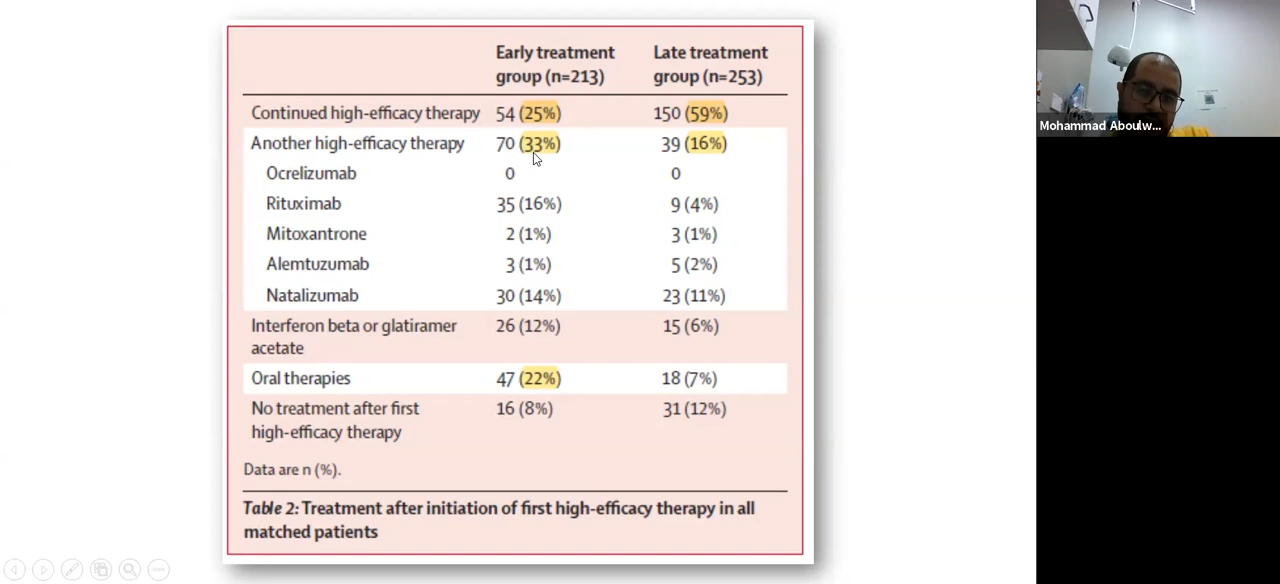 Early treatment Late treatment
group (n=213) group (n=253)
Continued high-efficacy therapy 54 (25%) 150 (59%)
Another high-efficacy therapy 70 (33%) 39 (16%)
Ocrelizumab 0 0
Rituximab 35 (16%) 9 (4%)
Mitoxantrone 2 (1%) 3 (1%)
Alemtuzumab 3 (1%) 5 (2%)
Natalizumab 30 (14%) 23 (11%)
Interferon beta or glatiramer 26 (12%) 15 (6%)
acetate
Oral therapies 47 (22%) 18 (7%)
No treatment after first 16 (8%) 31 (12%)
high-efficacy therapy
Data are n (%).
Table 2: Treatment after initiation of first high-efficacy therapy in all
matched patients
Mohammad Aboulw...